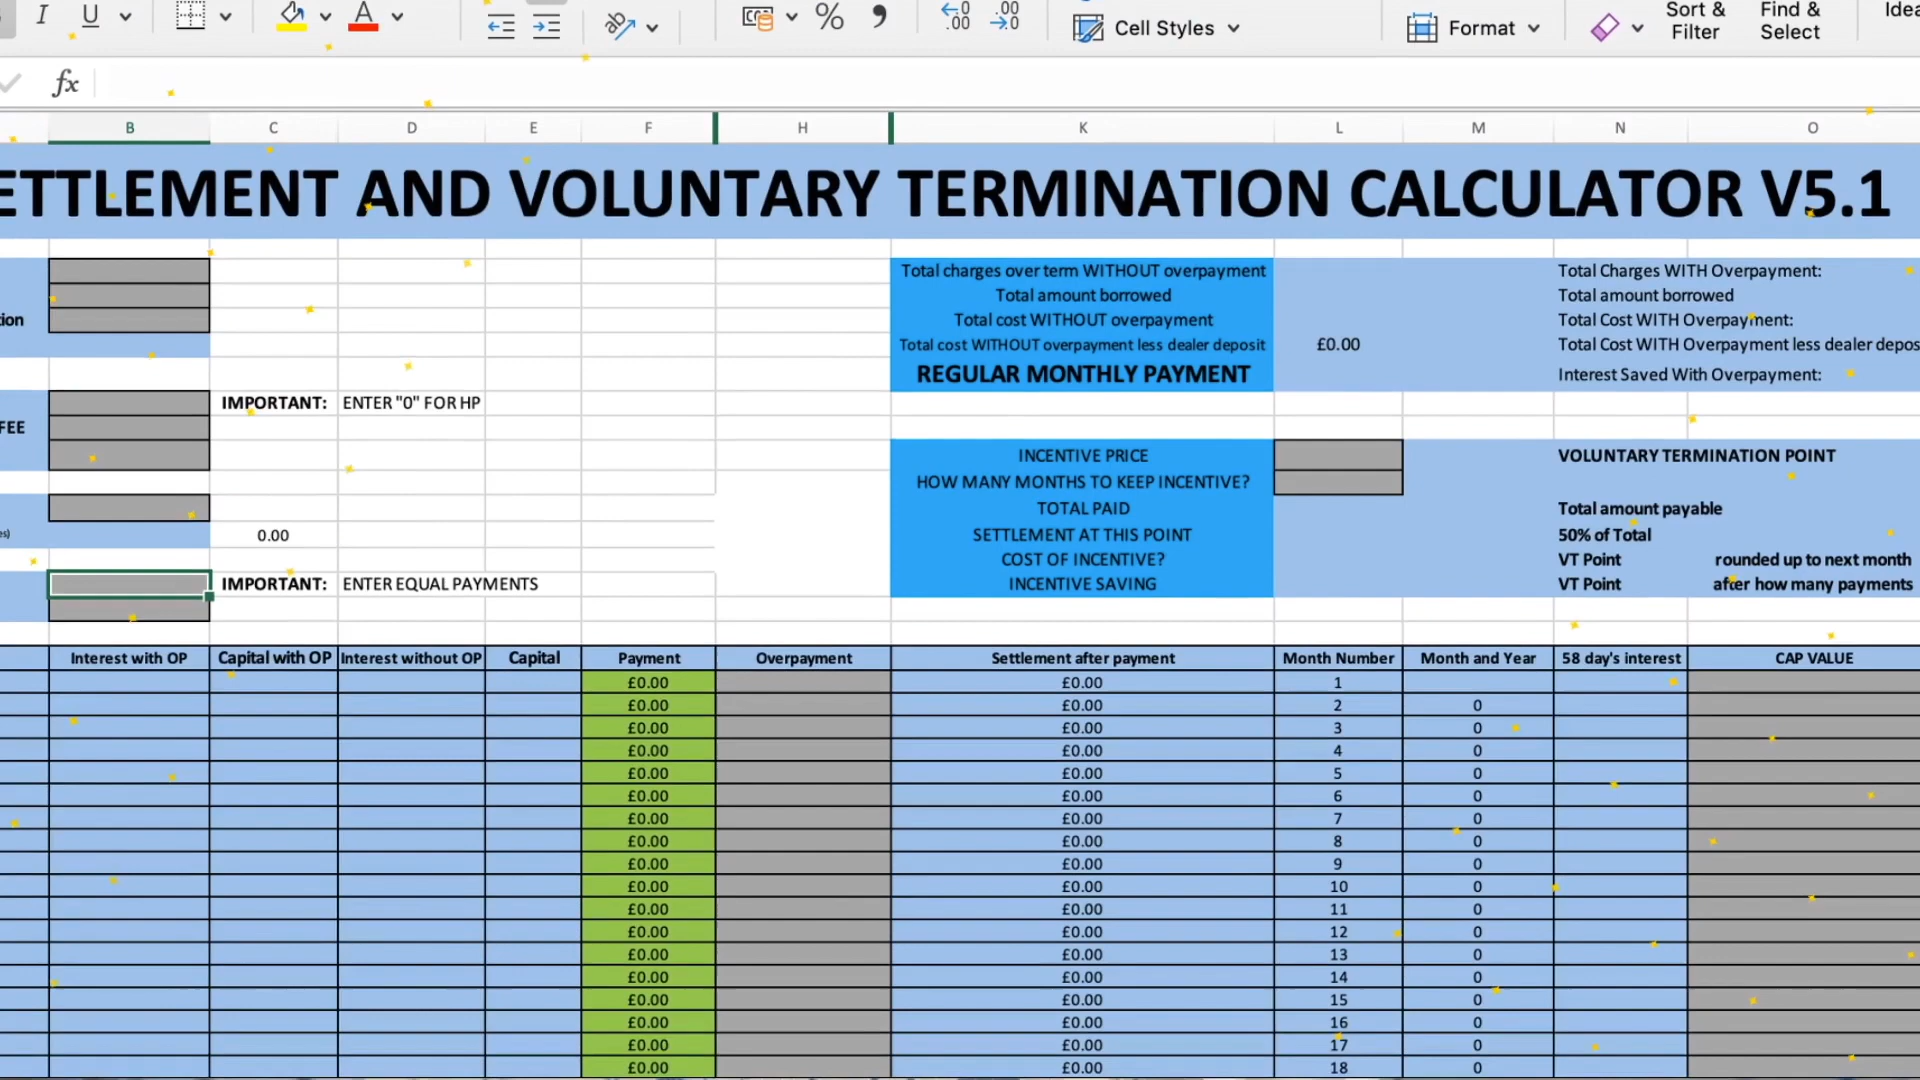 I U A
% , .00 .00
Cell Styles
Format
Sort & Filter
Find & Select
Idea
fx
B C D E F H K L M N O
ETTLEMENT AND VOLUNTARY TERMINATION CALCULATOR V5.1
Total charges over term WITHOUT overpayment Total Charges WITH Overpayment:
Total amount borrowed Total amount borrowed
tion Total cost WITHOUT overpayment Total Cost WITH Overpayment:
Total cost WITHOUT overpayment less dealer deposit £0.00 Total Cost WITH Overpayment less dealer depos
REGULAR MONTHLY PAYMENT Interest Saved With Overpayment:
IMPORTANT: ENTER "0" FOR HP
FEE
INCENTIVE PRICE VOLUNTARY TERMINATION POINT
HOW MANY MONTHS TO KEEP INCENTIVE?
TOTAL PAID Total amount payable
es) 0.00 SETTLEMENT AT THIS POINT 50% of Total
COST OF INCENTIVE? VT Point rounded up to next month
IMPORTANT: ENTER EQUAL PAYMENTS INCENTIVE SAVING VT Point after how many payments
Interest with OP Capital with OP Interest without OP Capital Payment Overpayment Settlement after payment Month Number Month and Year 58 day's interest CAP VALUE
£0.00 £0.00 1
£0.00 £0.00 2 0
£0.00 £0.00 3 0
£0.00 £0.00 4 0
£0.00 £0.00 5 0
£0.00 £0.00 6 0
£0.00 £0.00 7 0
£0.00 £0.00 8 0
£0.00 £0.00 9 0
£0.00 £0.00 10 0
£0.00 £0.00 11 0
£0.00 £0.00 12 0
£0.00 £0.00 13 0
£0.00 £0.00 14 0
£0.00 £0.00 15 0
£0.00 £0.00 16 0
£0.00 £0.00 17 0
£0.00 £0.00 18 0